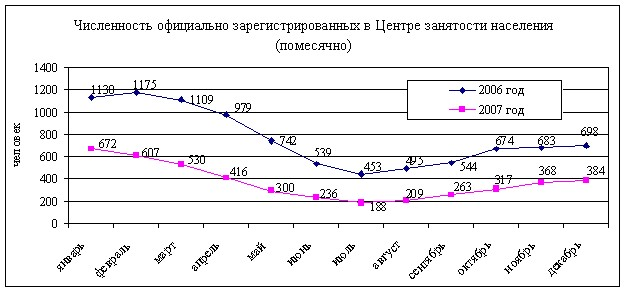 Численность официально зарегистрированных в Центре занятости населения
(помесячно)
1400
1200
1000
800
600
400
200
0
человек
1130
1175
1109
979
742
539
453
495
544
674
683
698
672
607
530
416
300
236
188
209
263
317
368
384
2006 год
2007 год
январь
февраль
март
апрель
май
июнь
июль
август
сентябрь
октябрь
ноябрь
декабрь